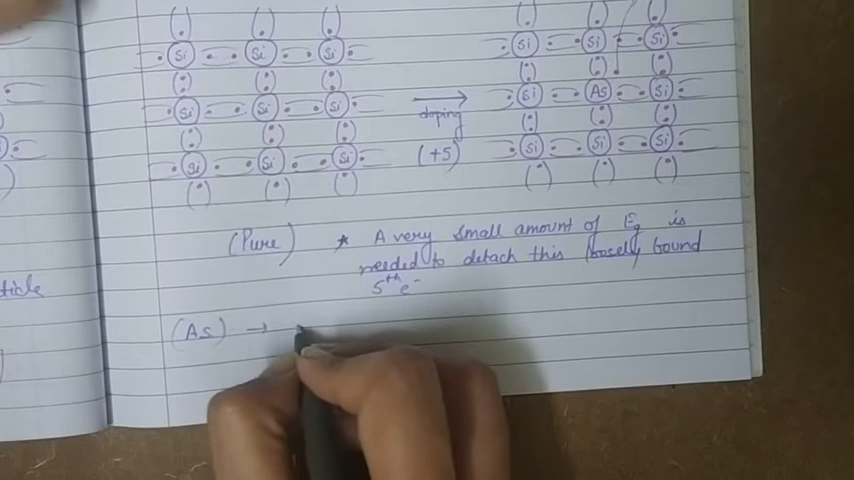 Si Si Si Si Si Si
Si Si Si Si As Si
doping
Si Si Si (+5) Si Si Si
(Pure) * A very small amount of Eg is
needed to detach this loosely bound
5th e-
ticle
(As) →